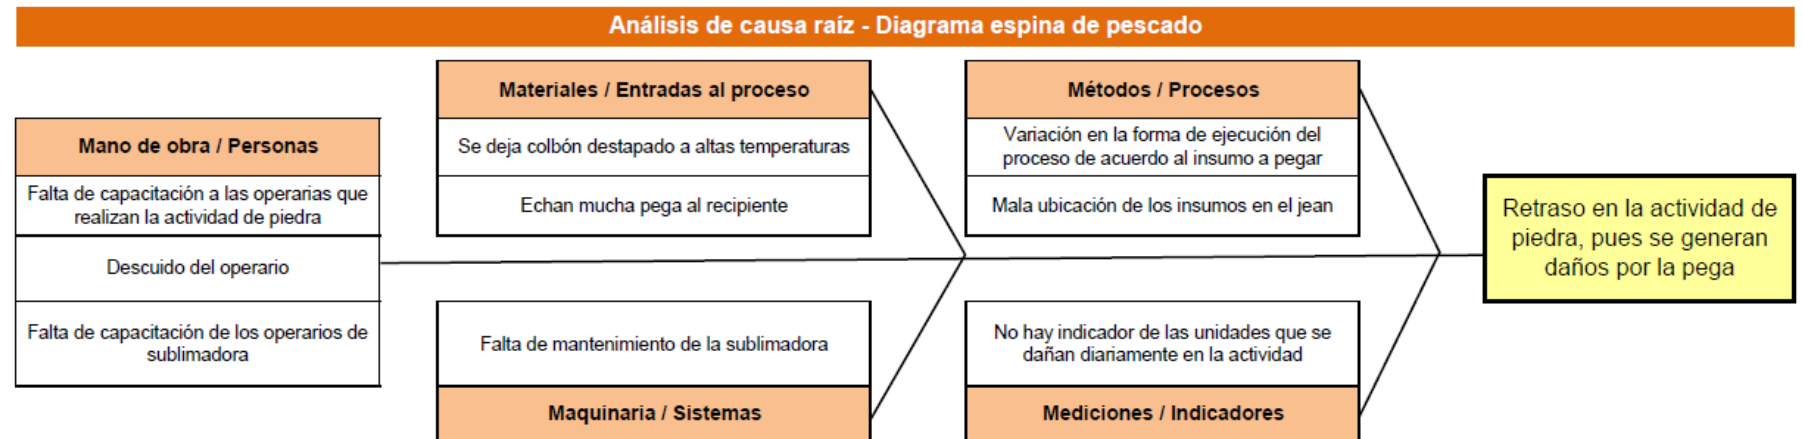 Análisis de causa raíz - Diagrama espina de pescado
Mano de obra / Personas
Falta de capacitación a las operarias que
realizan la actividad de piedra
Descuido del operario
Falta de capacitación de los operarios de
sublimadora
Materiales / Entradas al proceso
Se deja colbón destapado a altas temperaturas
Echan mucha pega al recipiente
Métodos / Procesos
Variación en la forma de ejecución del
proceso de acuerdo al insumo a pegar
Mala ubicación de los insumos en el jean
Falta de mantenimiento de la sublimadora
Maquinaria / Sistemas
No hay indicador de las unidades que se
dañan diariamente en la actividad
Mediciones / Indicadores
Retraso en la actividad de
piedra, pues se generan
daños por la pega